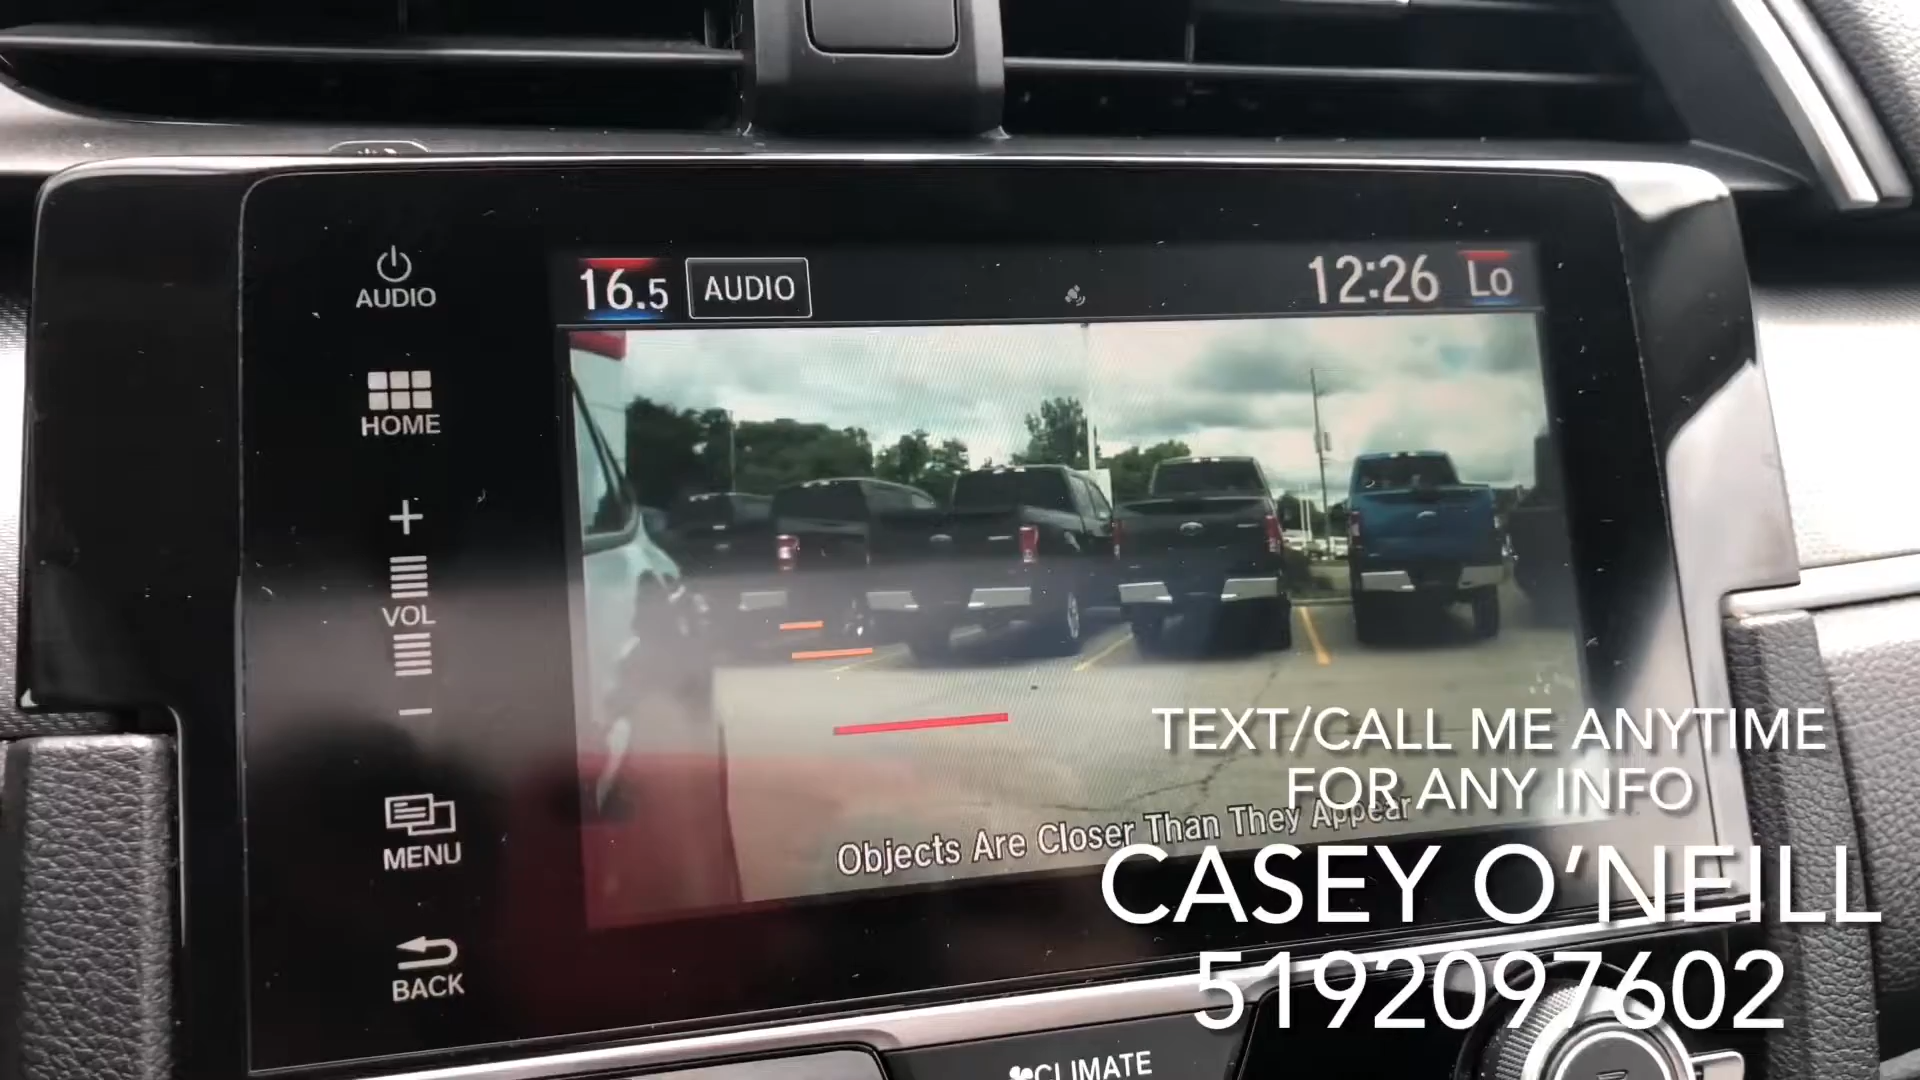 16.5 AUDIO 12:26 Lo
AUDIO
HOME
+
VOL
−
MENU
BACK
Objects Are Closer Than They Appear
TEXT/CALL ME ANYTIME
FOR ANY INFO
CASEY O'NEILL
5192097602
CLIMATE